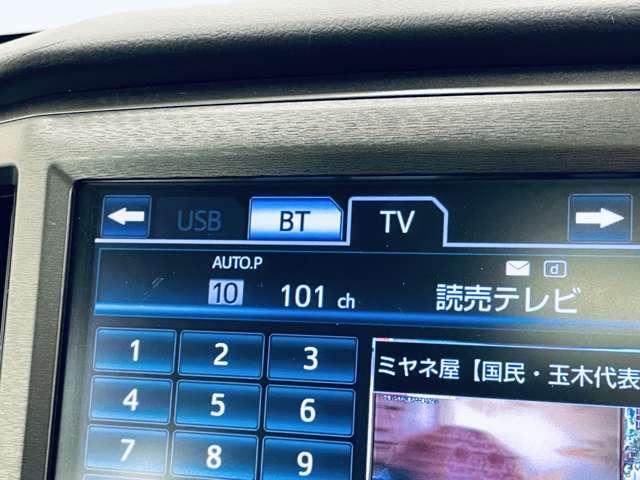 USB BT TV
AUTO.P
10 101 ch d 読売テレビ
1 2 3
ミヤネ屋【国民・玉木代表
4 5 6
7 8 9